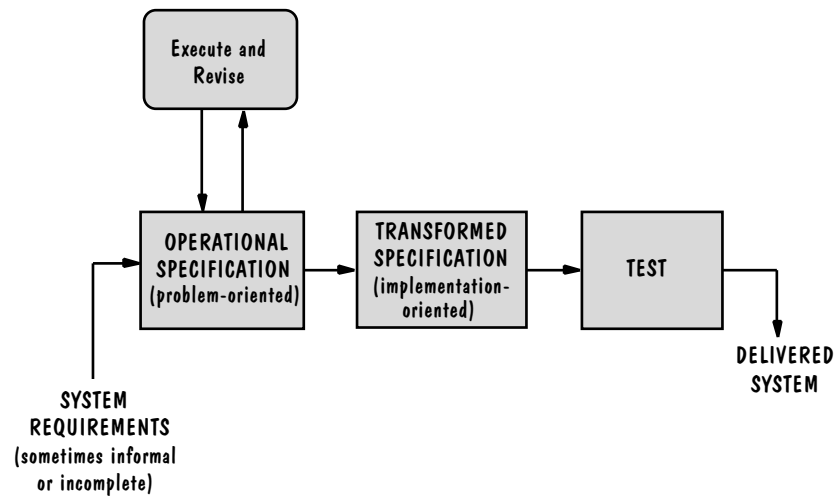 Execute and
Revise
OPERATIONAL
SPECIFICATION
(problem-oriented)
TRANSFORMED
SPECIFICATION
(implementation-
oriented)
TEST
DELIVERED
SYSTEM
SYSTEM
REQUIREMENTS
(sometimes informal
or incomplete)